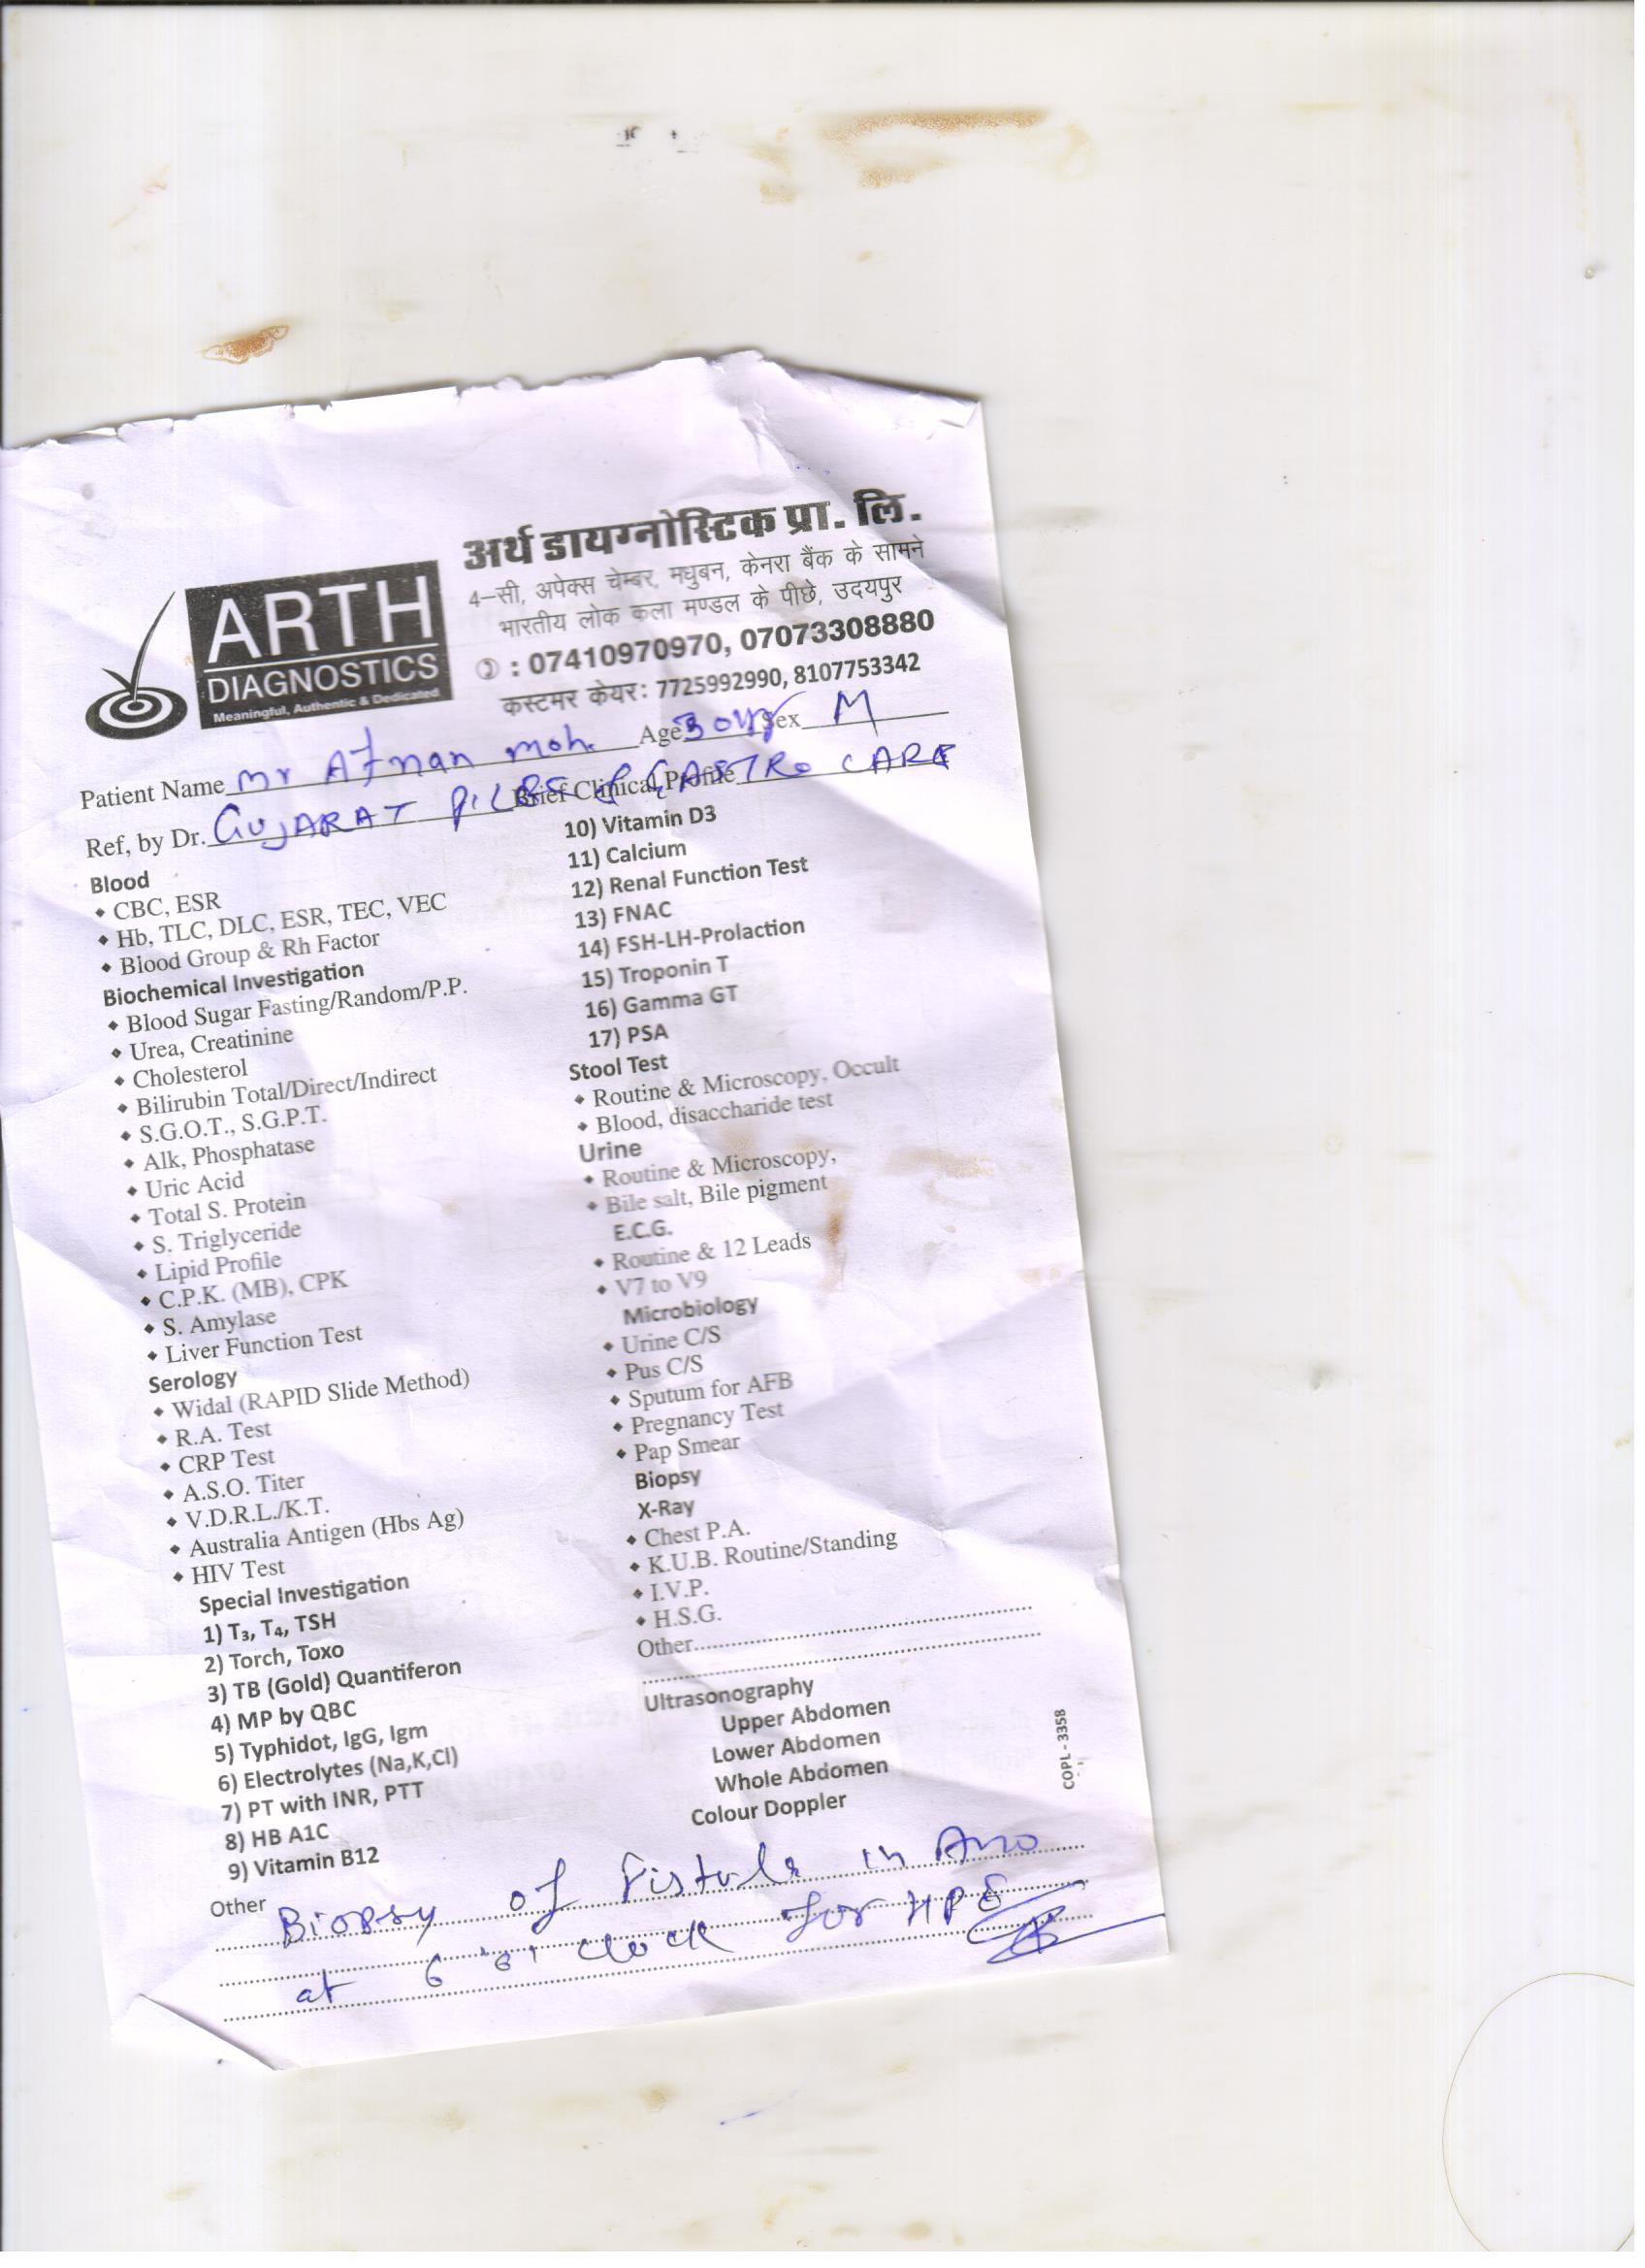 अर्थ डायग्नोस्टिक प्रा. लि.
4–सी, अपेक्स चेम्बर, मधुबन, केनरा बैंक के सामने
भारतीय लोक कला मण्डल के पीछे, उदयपुर
: 07410970970, 07073308880
कस्टमर केयर: 7725992990, 8107753342
ARTH
DIAGNOSTICS
Meaningful, Authentic & Dedicated
Patient Name mr Afnan moh. Age 30 yr Sex M
Ref, by Dr. GUJARAT PILES & GASTRO CARE
Brief Clinical Profile
Blood
• CBC, ESR
• Hb, TLC, DLC, ESR, TEC, VEC
• Blood Group & Rh Factor
Biochemical Investigation
• Blood Sugar Fasting/Random/P.P.
• Urea, Creatinine
• Cholesterol
• Bilirubin Total/Direct/Indirect
• S.G.O.T., S.G.P.T.
• Alk, Phosphatase
• Uric Acid
• Total S. Protein
• S. Triglyceride
• Lipid Profile
• C.P.K. (MB), CPK
• S. Amylase
• Liver Function Test
Serology
• Widal (RAPID Slide Method)
• R.A. Test
• CRP Test
• A.S.O. Titer
• V.D.R.L./K.T.
• Australia Antigen (Hbs Ag)
• HIV Test
Special Investigation
1) T₃, T₄, TSH
2) Torch, Toxo
3) TB (Gold) Quantiferon
4) MP by QBC
5) Typhidot, IgG, Igm
6) Electrolytes (Na,K,Cl)
7) PT with INR, PTT
8) HB A1C
9) Vitamin B12
10) Vitamin D3
11) Calcium
12) Renal Function Test
13) FNAC
14) FSH-LH-Prolaction
15) Troponin T
16) Gamma GT
17) PSA
Stool Test
• Routine & Microscopy, Occult
• Blood, disaccharide test
Urine
• Routine & Microscopy,
• Bile salt, Bile pigment
E.C.G.
• Routine & 12 Leads
• V7 to V9
Microbiology
• Urine C/S
• Pus C/S
• Sputum for AFB
• Pregnancy Test
• Pap Smear
Biopsy
X-Ray
• Chest P.A.
• K.U.B. Routine/Standing
• I.V.P.
• H.S.G.
Other
Ultrasonography
Upper Abdomen
Lower Abdomen
Whole Abdomen
Colour Doppler
COPL - 3358
Other Biopsy of Fistula in Ano
at 6 'o' clock for HPE